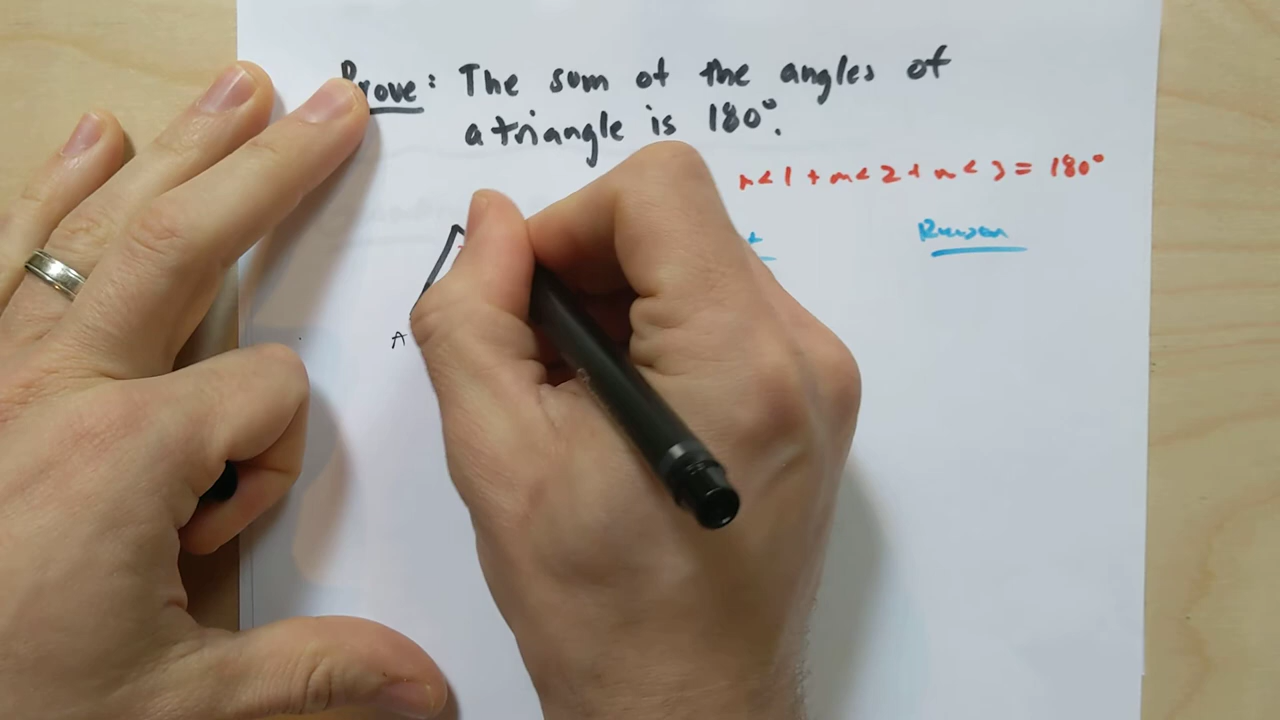 Prove: The sum of the angles of
a triangle is 180°.
m<1 + m<2 + m<3 = 180°
Reason
A